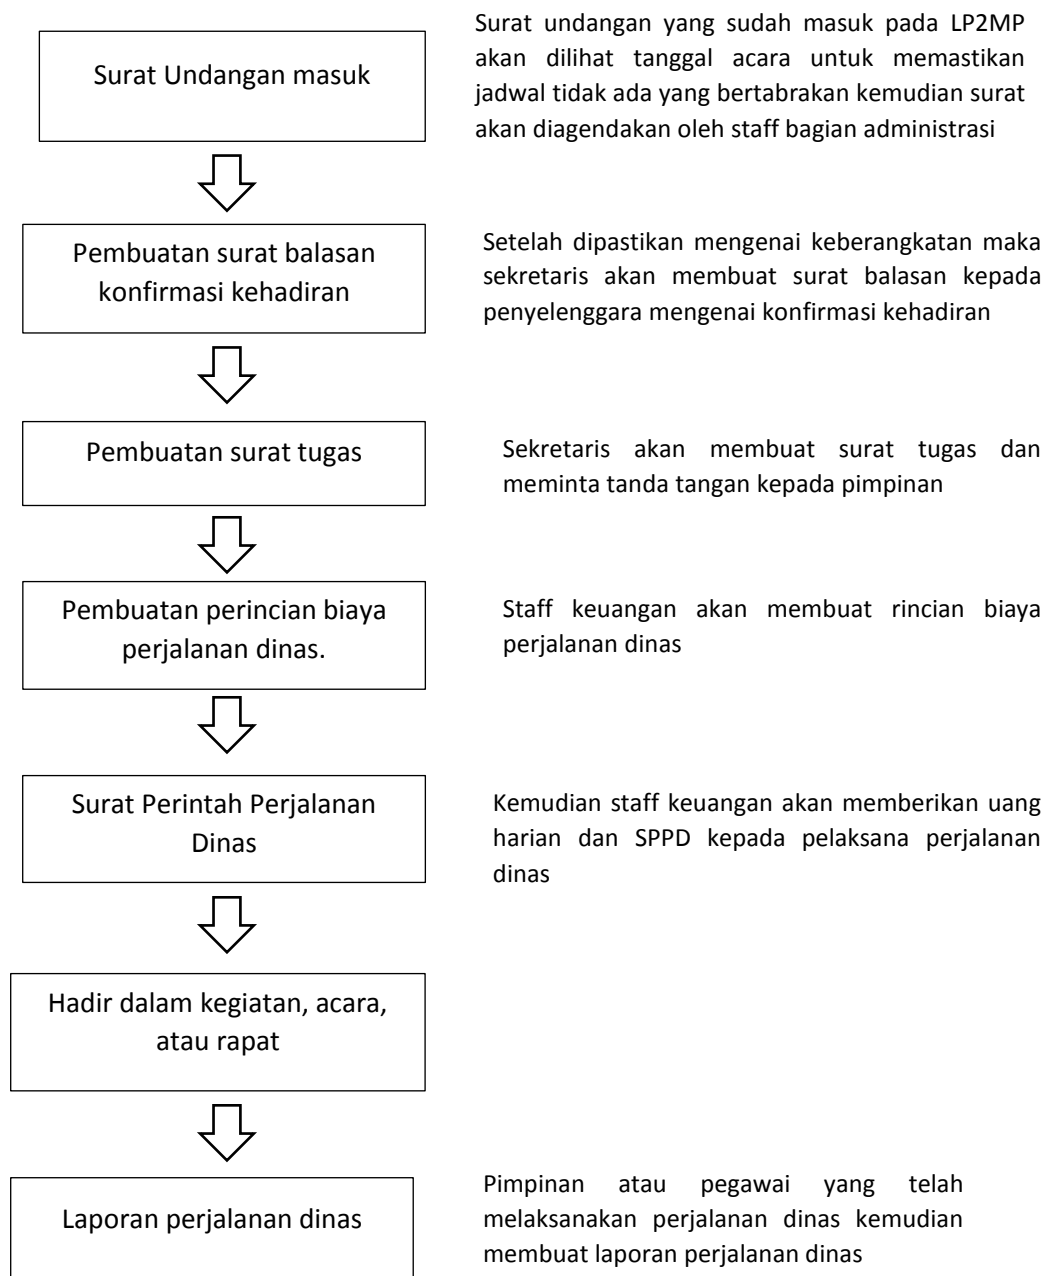 Surat Undangan masuk
Surat undangan yang sudah masuk pada LP2MP
akan dilihat tanggal acara untuk memastikan
jadwal tidak ada yang bertabrakan kemudian surat
akan diagendakan oleh staff bagian administrasi
Pembuatan surat balasan
konfirmasi kehadiran
Setelah dipastikan mengenai keberangkatan maka
sekretaris akan membuat surat balasan kepada
penyelenggara mengenai konfirmasi kehadiran
Pembuatan surat tugas
Sekretaris akan membuat surat tugas dan
meminta tanda tangan kepada pimpinan
Pembuatan perincian biaya
perjalanan dinas.
Staff keuangan akan membuat rincian biaya
perjalanan dinas
Surat Perintah Perjalanan
Dinas
Kemudian staff keuangan akan memberikan uang
harian dan SPPD kepada pelaksana perjalanan
dinas
Hadir dalam kegiatan, acara,
atau rapat
Laporan perjalanan dinas
Pimpinan atau pegawai yang telah
melaksanakan perjalanan dinas kemudian
membuat laporan perjalanan dinas